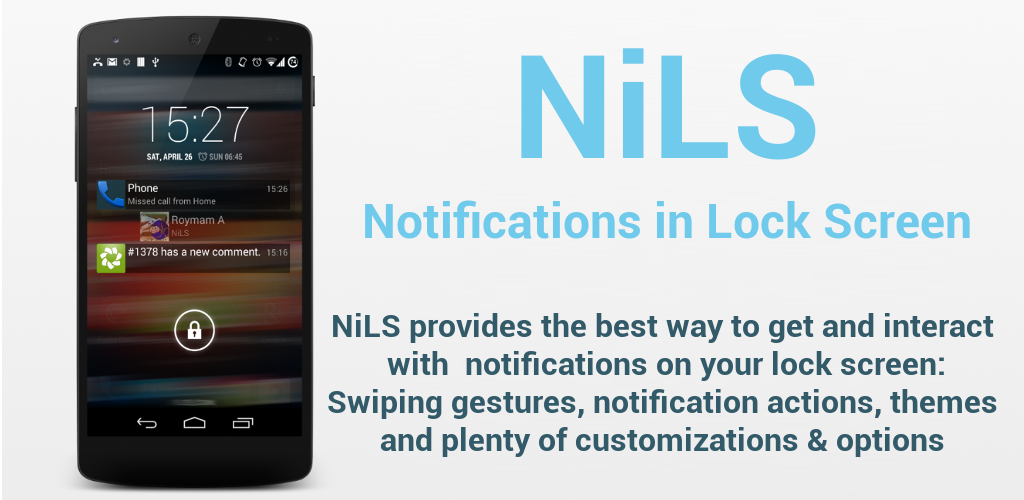 15:27
SAT, APRIL 26 SUN 06:45
Phone 15:26
Missed call from Home
Roymam A
NiLS
#1378 has a new comment. 15:16
NiLS
Notifications in Lock Screen
NiLS provides the best way to get and interact
with notifications on your lock screen:
Swiping gestures, notification actions, themes
and plenty of customizations & options